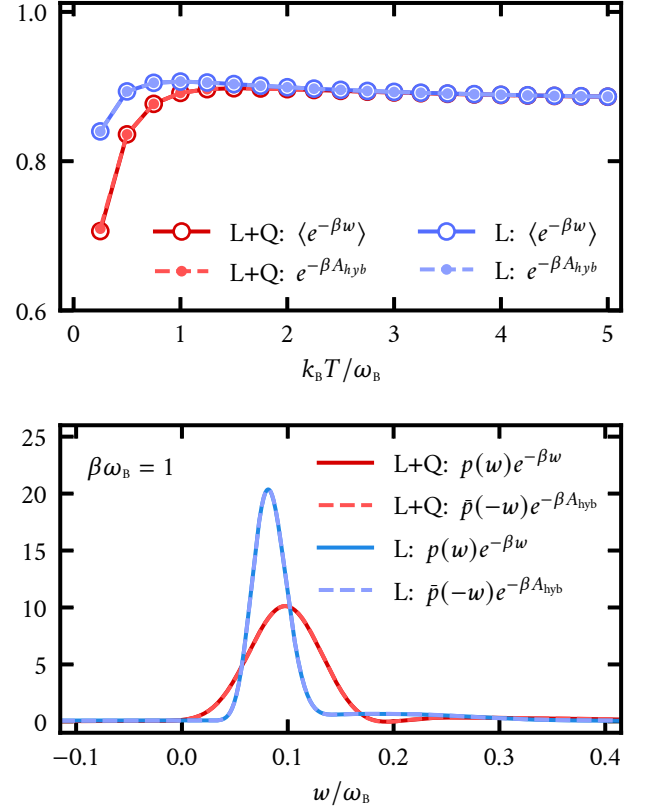 1.0
0.8
0.6
L+Q: ⟨e^{−βw}⟩ L: ⟨e^{−βw}⟩
L+Q: e^{−βA_{hyb}} L: e^{−βA_{hyb}}
0 1 2 3 4 5
k_B T/ω_B
25
20
15
10
5
0
βω_B = 1
L+Q: p(w)e^{−βw}
L+Q: p̄(−w)e^{−βA_{hyb}}
L: p(w)e^{−βw}
L: p̄(−w)e^{−βA_{hyb}}
−0.1 0.0 0.1 0.2 0.3 0.4
w/ω_B